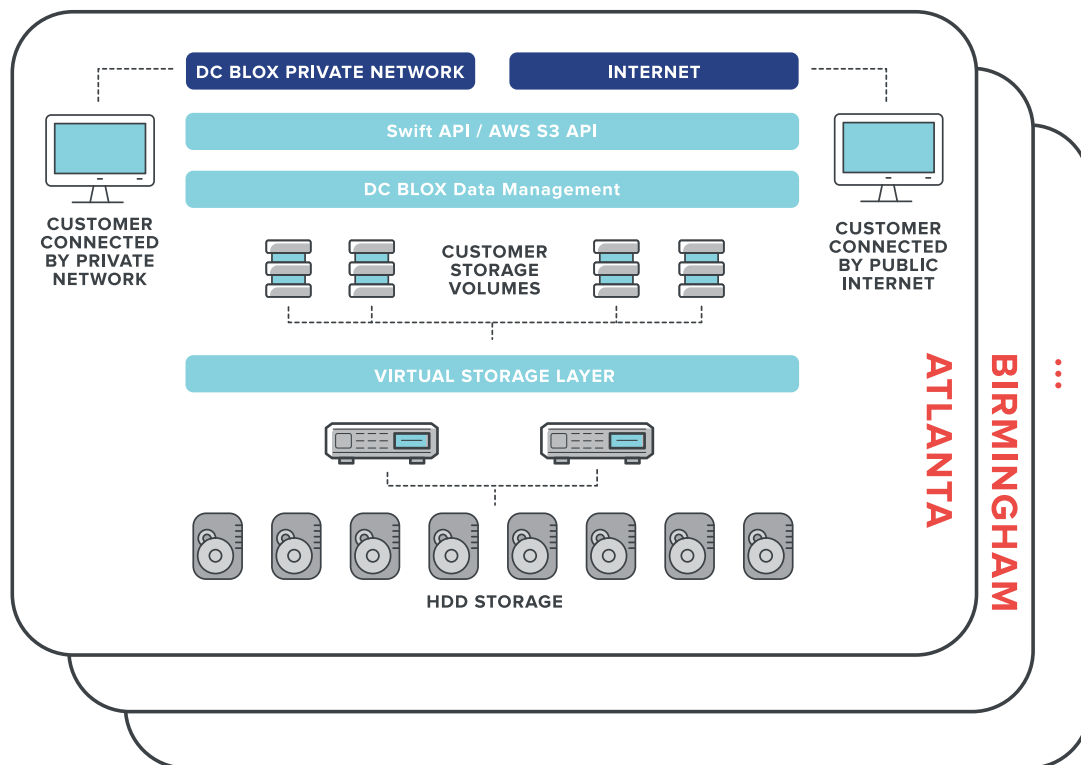 DC BLOX PRIVATE NETWORK
INTERNET
Swift API / AWS S3 API
DC BLOX Data Management
CUSTOMER
CONNECTED
BY PRIVATE
NETWORK
CUSTOMER
STORAGE
VOLUMES
CUSTOMER
CONNECTED
BY PUBLIC
INTERNET
VIRTUAL STORAGE LAYER
HDD STORAGE
ATLANTA
BIRMINGHAM
...